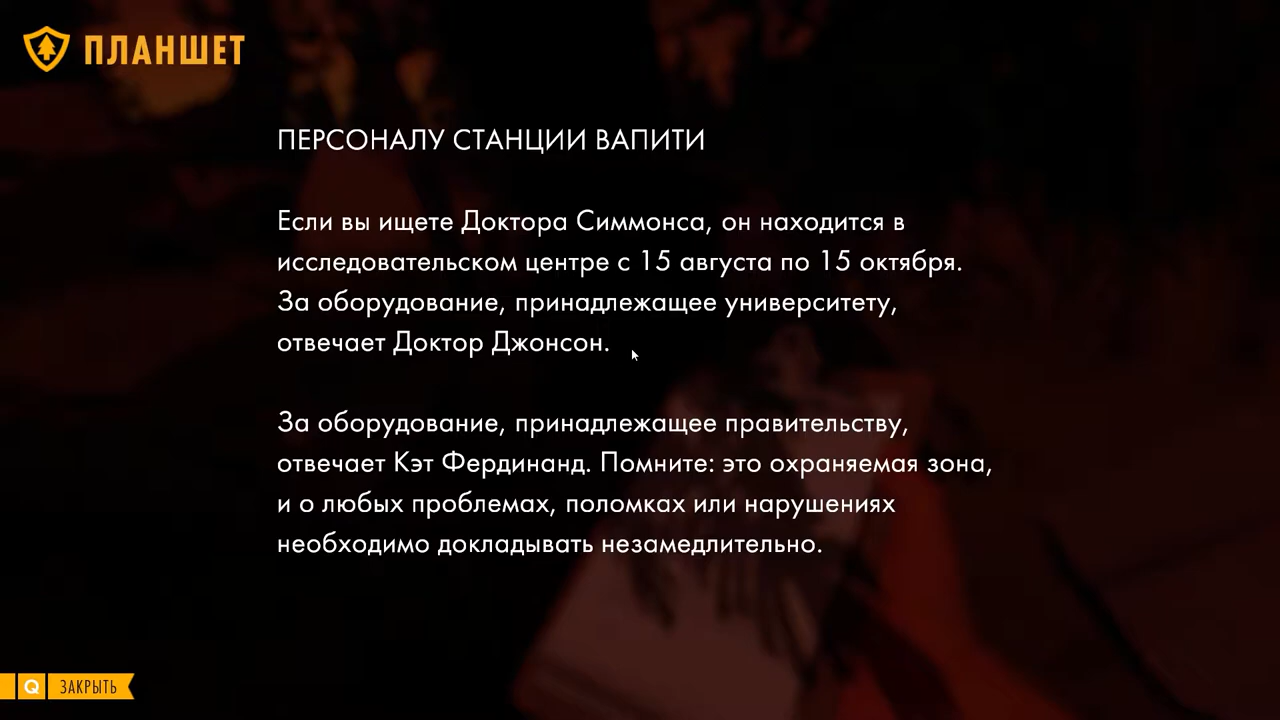 ПЛАНШЕТ
ПЕРСОНАЛУ СТАНЦИИ ВАПИТИ
Если вы ищете Доктора Симмонса, он находится в
исследовательском центре с 15 августа по 15 октября.
За оборудование, принадлежащее университету,
отвечает Доктор Джонсон.
За оборудование, принадлежащее правительству,
отвечает Кэт Фердинанд. Помните: это охраняемая зона,
и о любых проблемах, поломках или нарушениях
необходимо докладывать незамедлительно.
Q ЗАКРЫТЬ